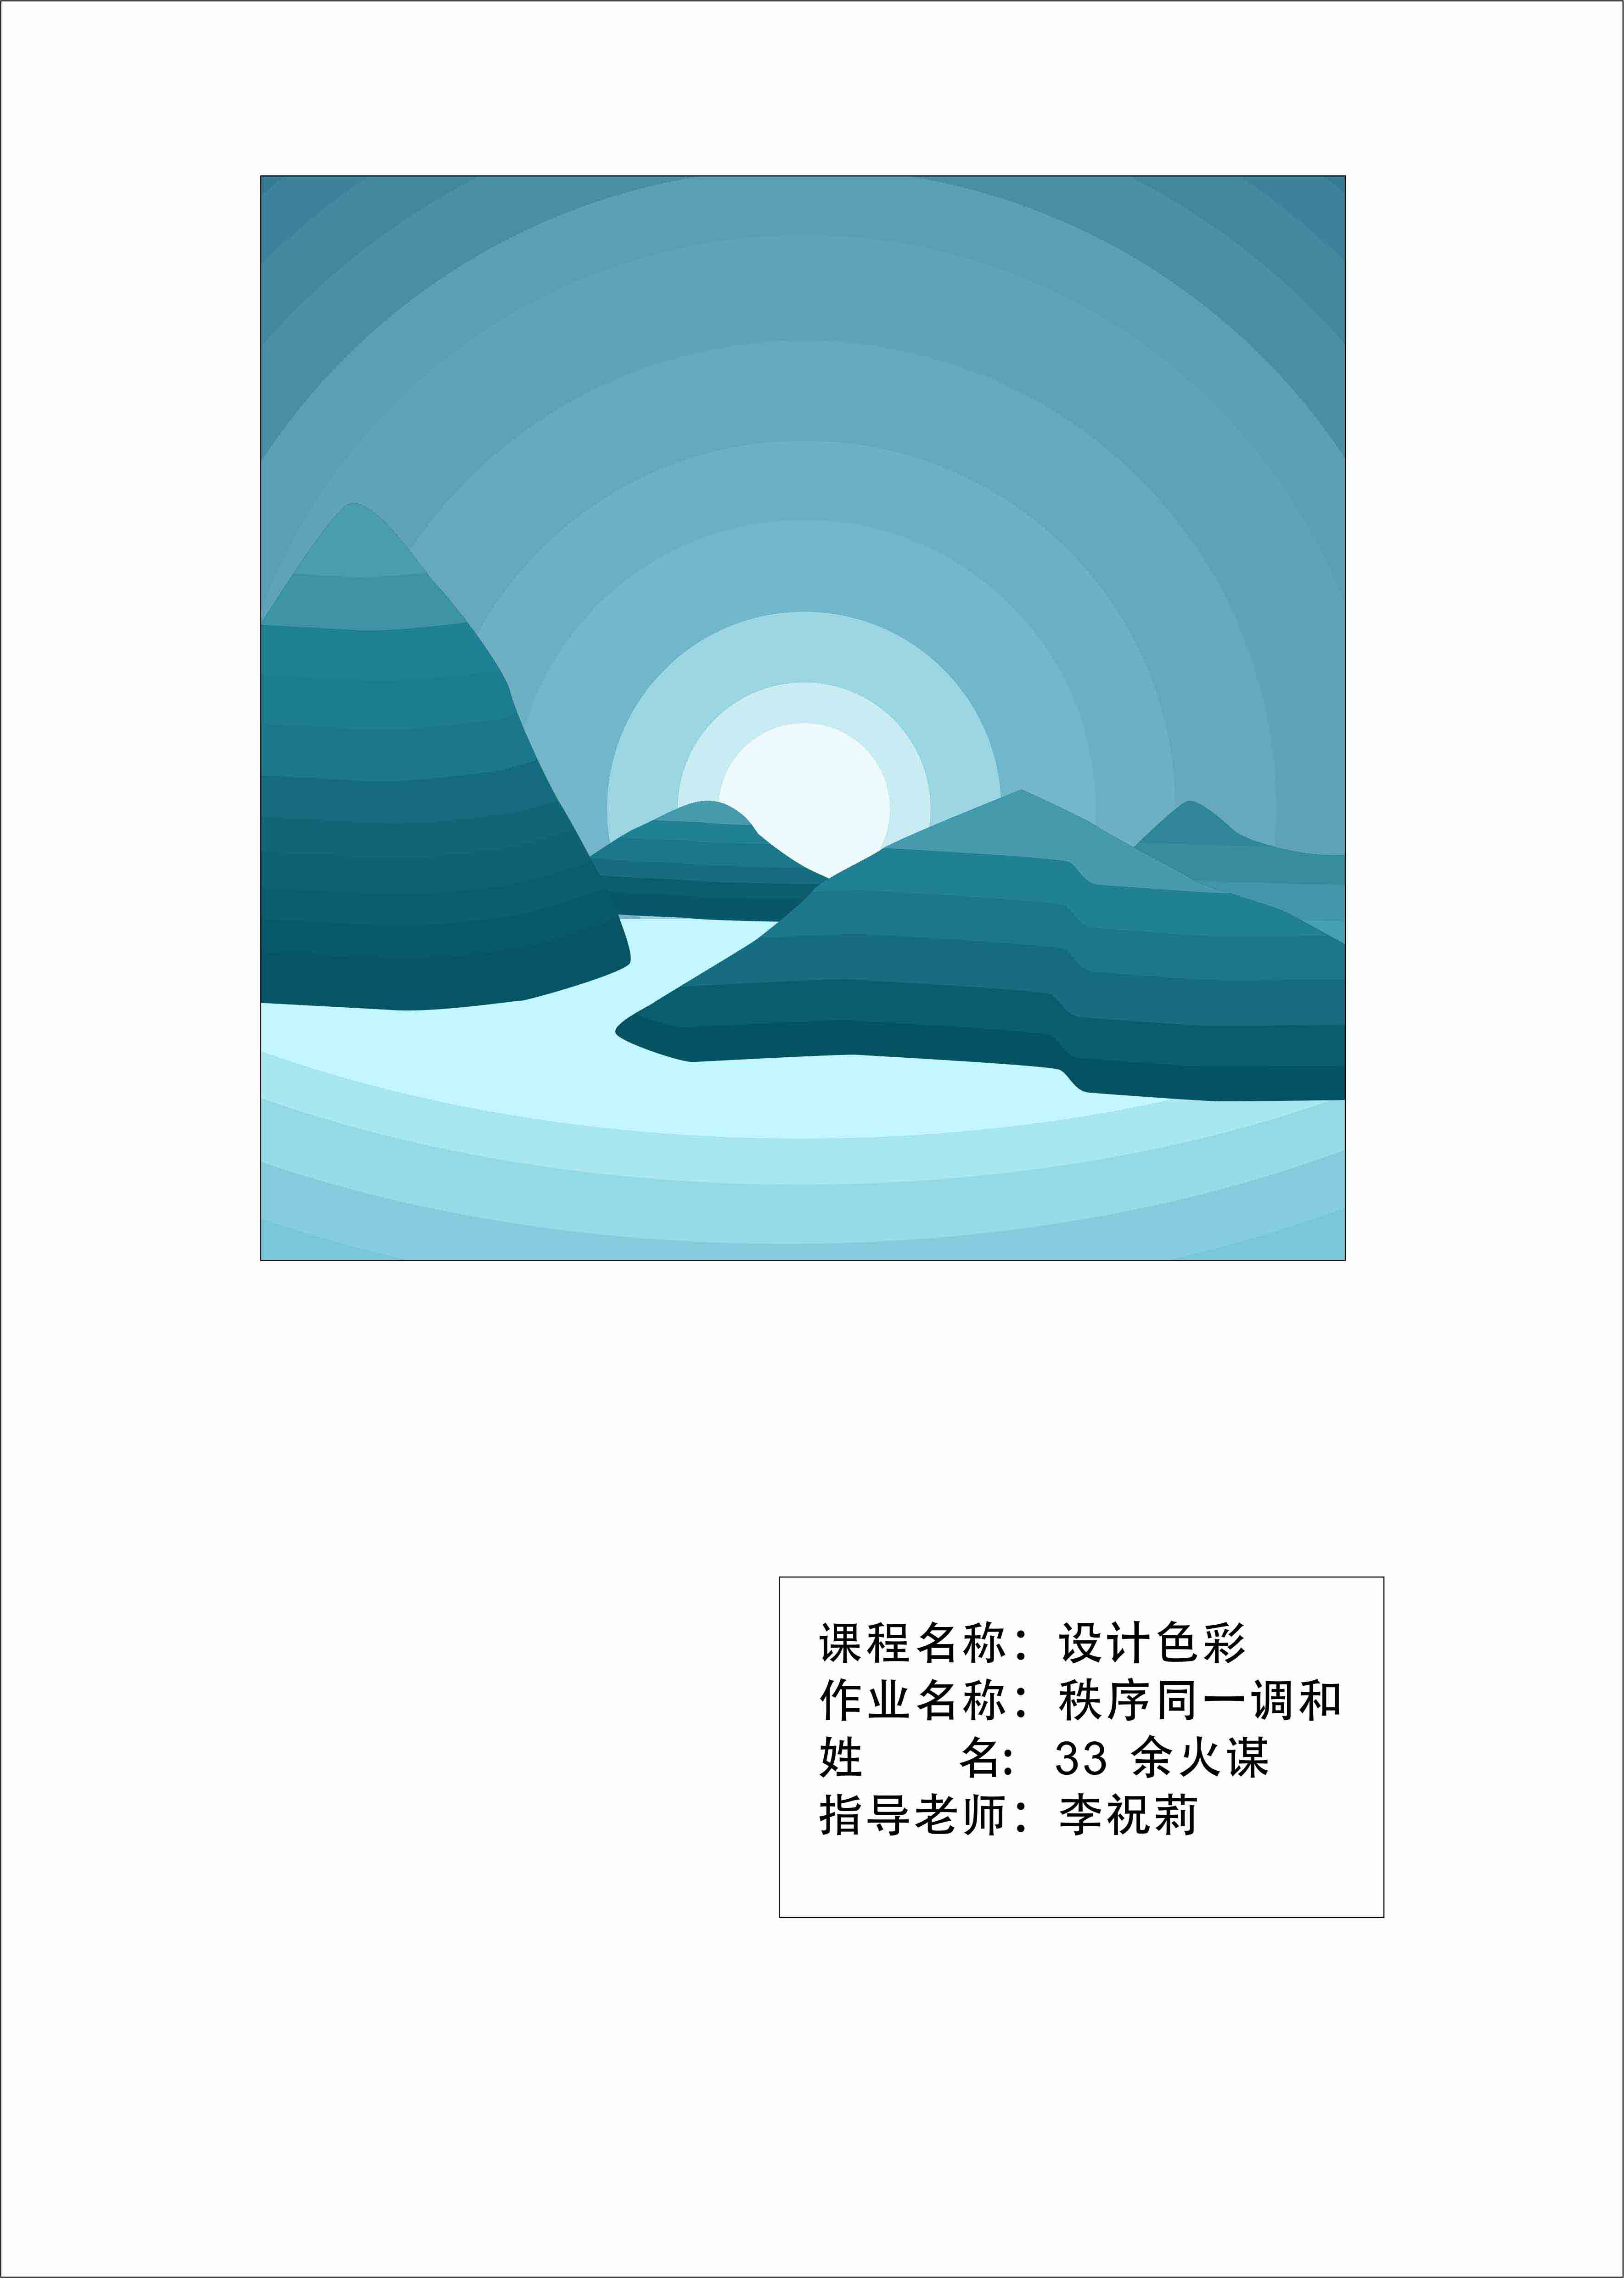 课程名称：设计色彩
作业名称：秩序同一调和
姓　　名：33 余火谋
指导老师：李祝莉